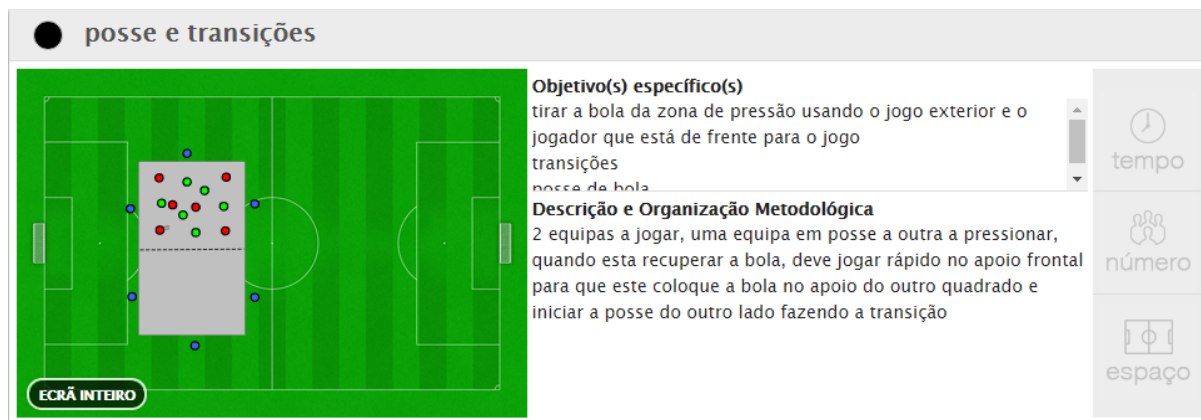 posse e transições
Objetivo(s) específico(s)
tirar a bola da zona de pressão usando o jogo exterior e o
jogador que está de frente para o jogo
transições
posse de bola
Descrição e Organização Metodológica
2 equipas a jogar, uma equipa em posse a outra a pressionar,
quando esta recuperar a bola, deve jogar rápido no apoio frontal
para que este coloque a bola no apoio do outro quadrado e
iniciar a posse do outro lado fazendo a transição
tempo
número
espaço
ECRÃ INTEIRO